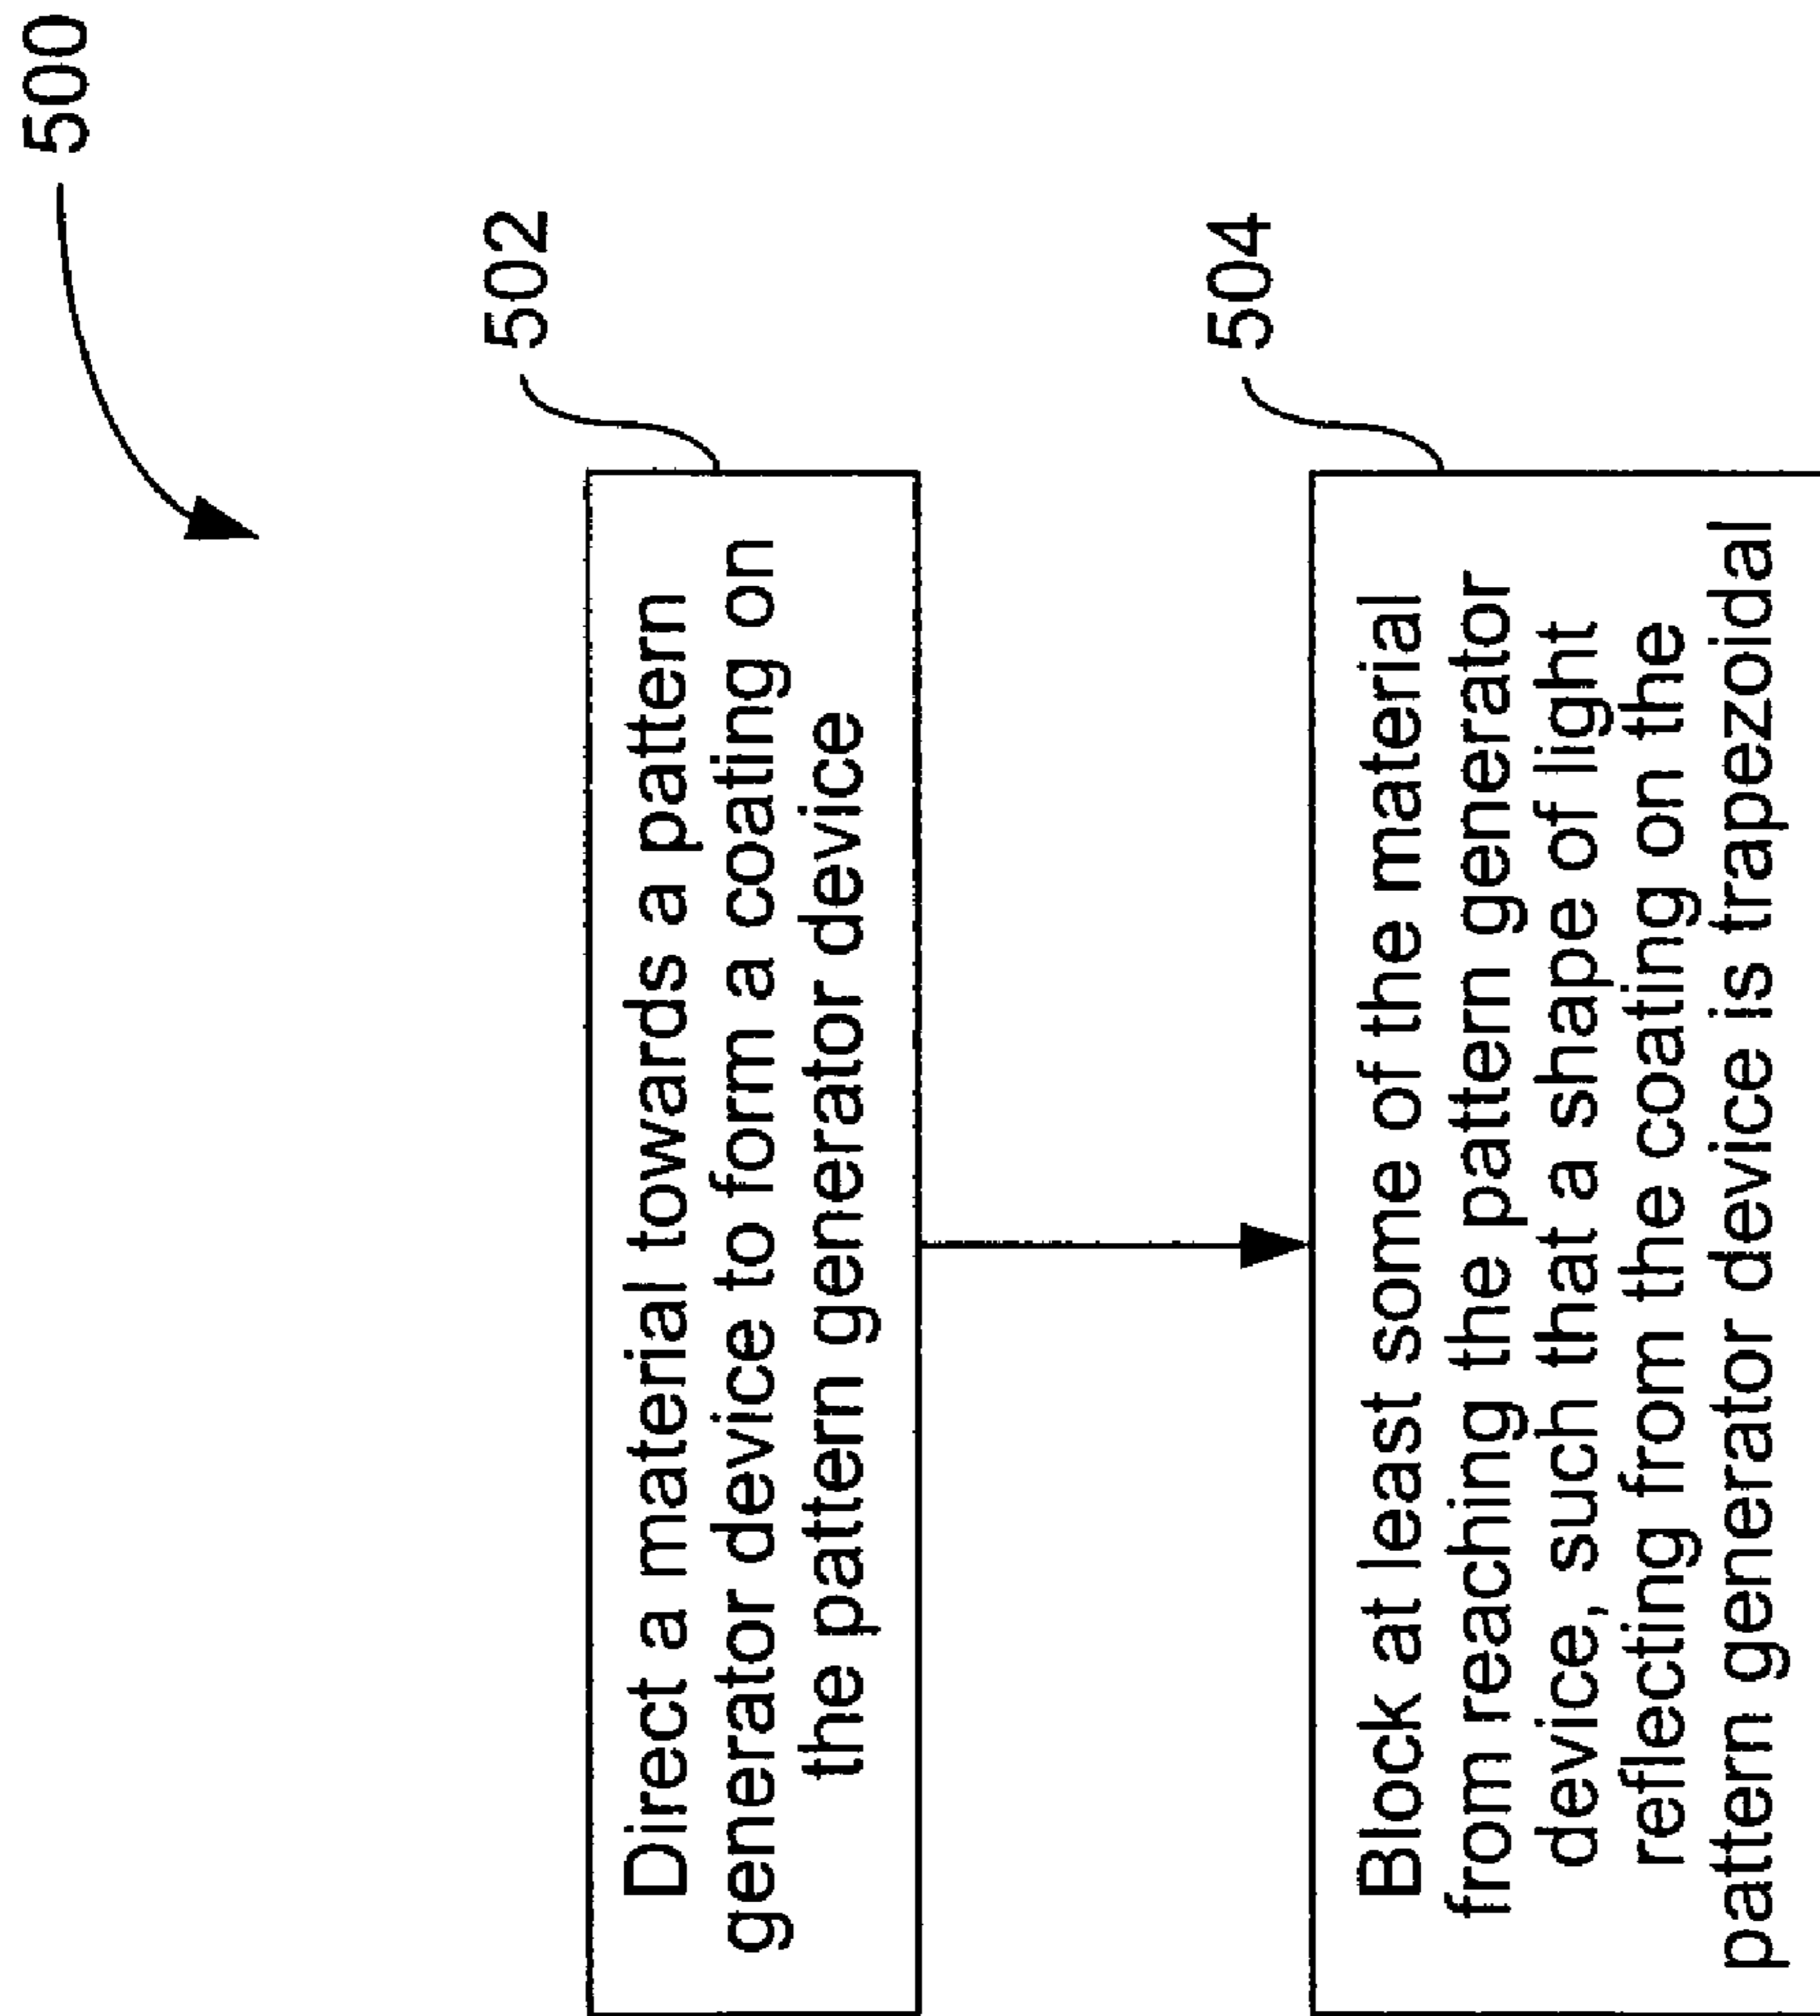 500
502
Direct a material towards a pattern
generator device to form a coating on
the pattern generator device
504
Block at least some of the material
from reaching the pattern generator
device, such that a shape of light
reflecting from the coating on the
pattern generator device is trapezoidal